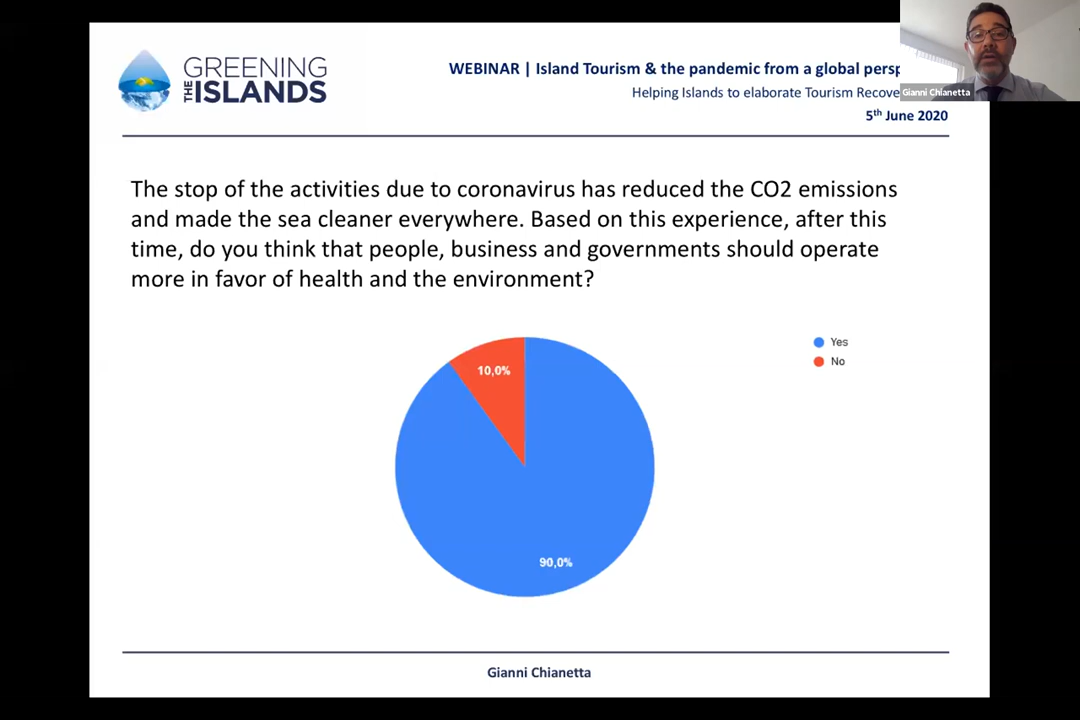 GREENING
THE ISLANDS
WEBINAR | Island Tourism & the pandemic from a global persp
Helping Islands to elaborate Tourism Recove
5th June 2020
Gianni Chianetta
The stop of the activities due to coronavirus has reduced the CO2 emissions
and made the sea cleaner everywhere. Based on this experience, after this
time, do you think that people, business and governments should operate
more in favor of health and the environment?
Yes
No
10,0%
90,0%
Gianni Chianetta